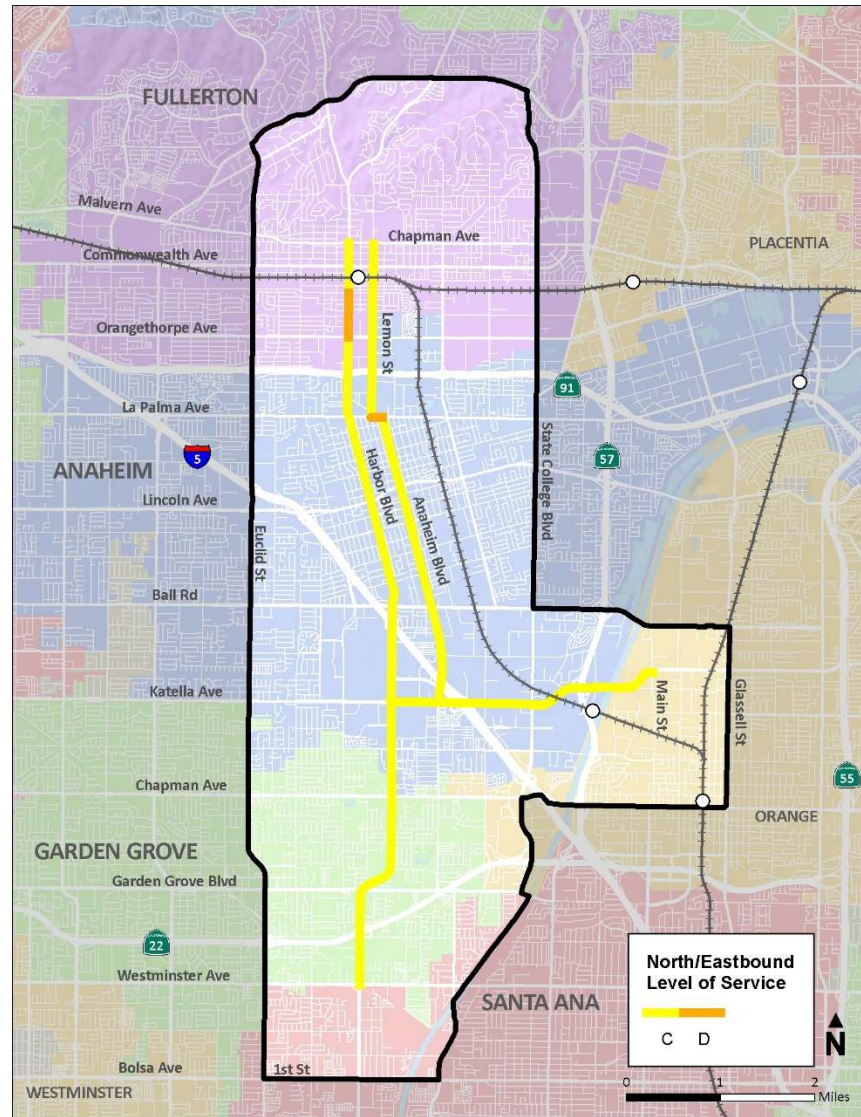 FULLERTON
Malvern Ave
Chapman Ave
Commonwealth Ave
PLACENTIA
Orangethorpe Ave
Lemon St
91
La Palma Ave
State College Blvd
5
57
ANAHEIM
Harbor Blvd
Lincoln Ave
Anaheim Blvd
Euclid St
Ball Rd
Katella Ave
Main St
Glassell St
Chapman Ave
55
ORANGE
GARDEN GROVE
Garden Grove Blvd
22
North/Eastbound
Level of Service
Westminster Ave
SANTA ANA
C D
N
Bolsa Ave
1st St
WESTMINSTER
0 1 2
Miles